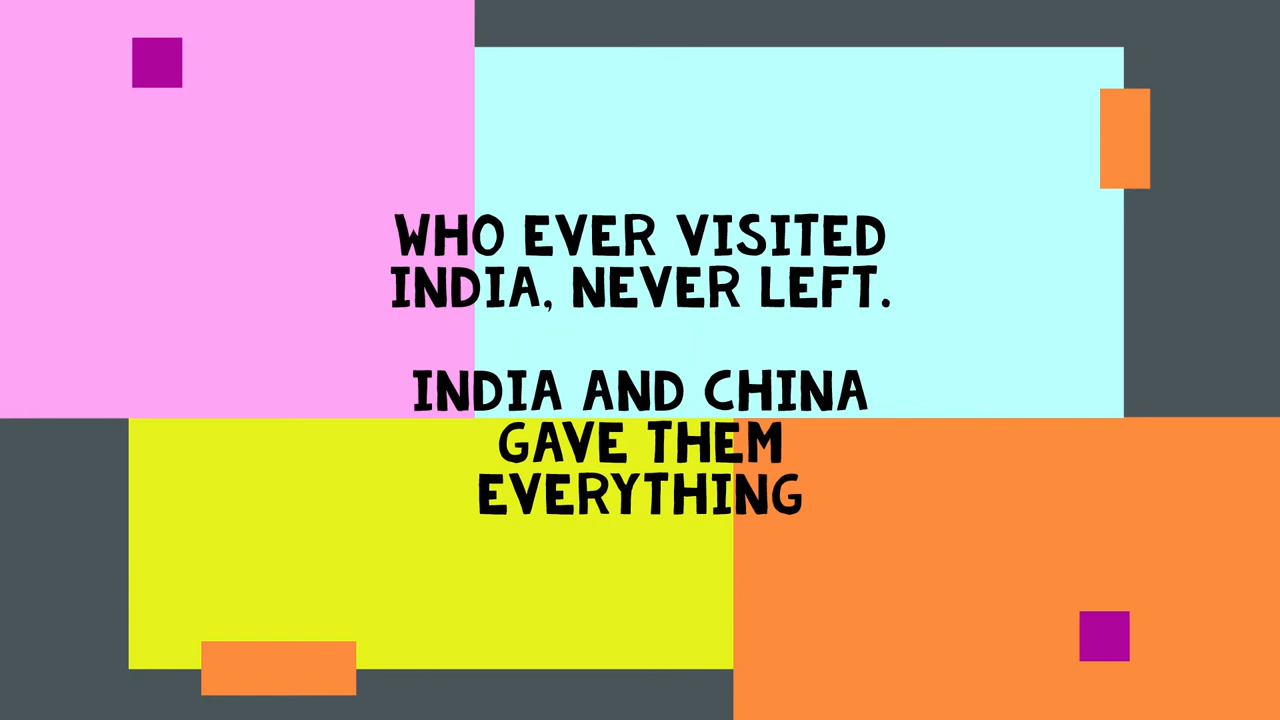 WHO EVER VISITED
INDIA, NEVER LEFT.
INDIA AND CHINA
GAVE THEM
EVERYTHING